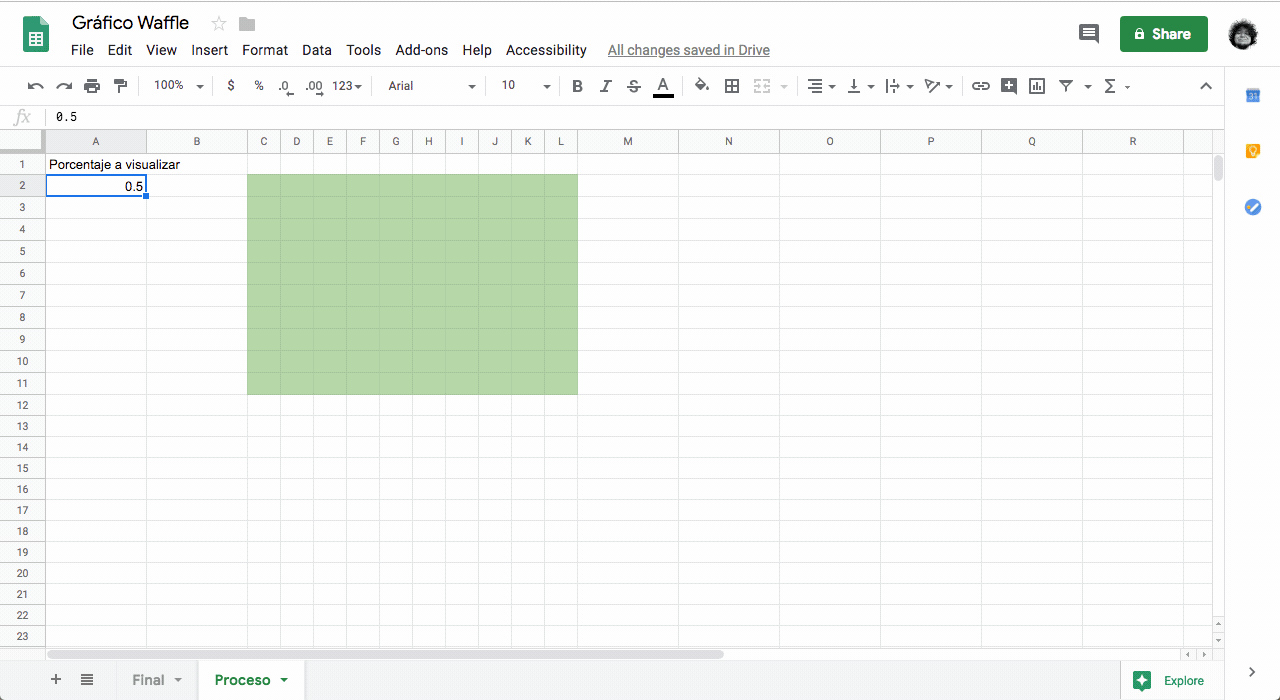 Gráfico Waffle
File Edit View Insert Format Data Tools Add-ons Help Accessibility All changes saved in Drive
Share
100% $ % .0 .00 123 Arial 10 B I S A
fx 0.5
A B C D E F G H I J K L M N O P Q R
1 Porcentaje a visualizar
2 0.5
3
4
5
6
7
8
9
10
11
12
13
14
15
16
17
18
19
20
21
22
23
Final Proceso Explore
31